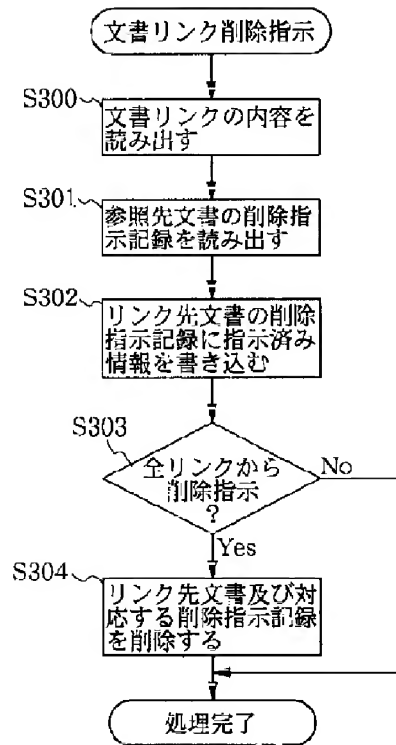 文書リンク削除指示
S300
文書リンクの内容を
読み出す
S301
参照先文書の削除指
示記録を読み出す
S302
リンク先文書の削除
指示記録に指示済み
情報を書き込む
S303
全リンクから
削除指示
?
No
Yes
S304
リンク先文書及び対
応する削除指示記録
を削除する
処理完了